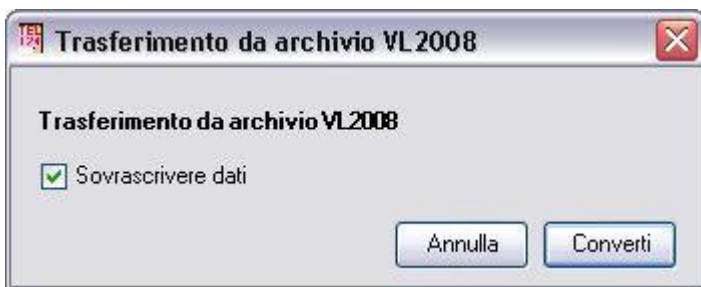 Trasferimento da archivio VL2008
Trasferimento da archivio VL2008
Sovrascrivere dati
Annulla Converti